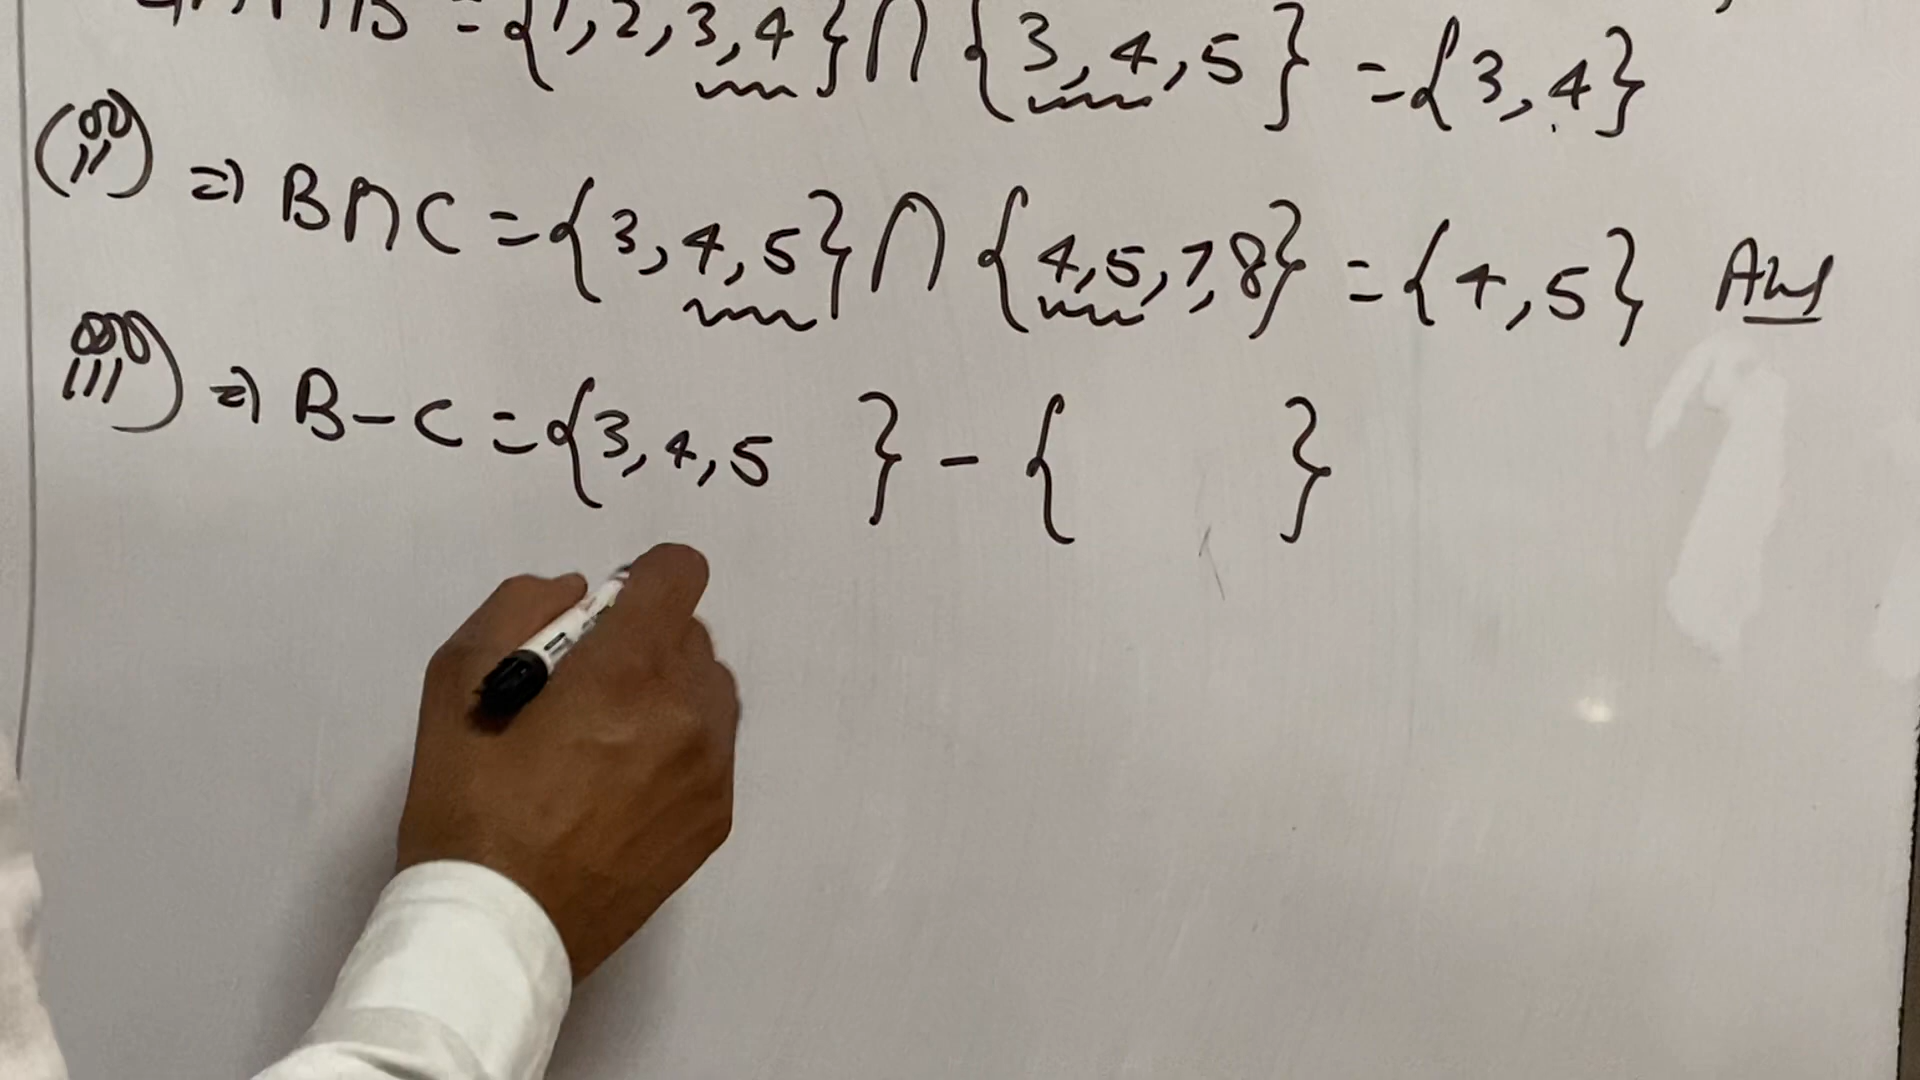 A∩B = {1,2,3,4} ∩ {3,4,5} = {3,4}
(ii) ⇒ B∩C = {3,4,5} ∩ {4,5,7,8} = {4,5} Ans
iii) ⇒ B-C = {3,4,5 } - { }